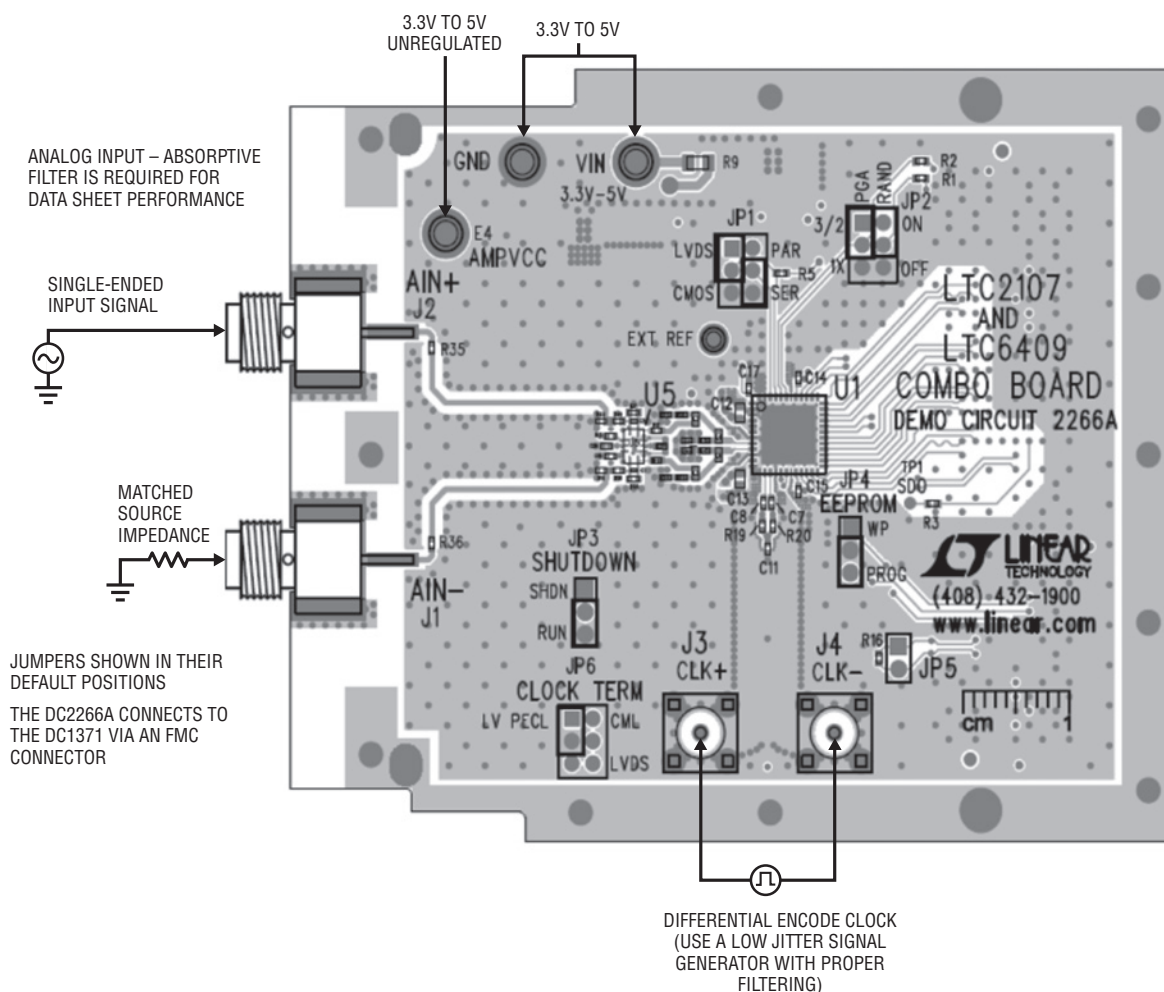 3.3V TO 5V
UNREGULATED
3.3V TO 5V
ANALOG INPUT – ABSORPTIVE
FILTER IS REQUIRED FOR
DATA SHEET PERFORMANCE
GND
VIN
3.3V-5V
R9
E4
AMPVCC
R2
R1
PGA
RAND
JP2
3/2
ON
1X
OFF
JP1
LVDS
PAR
CMOS
SER
R5
SINGLE-ENDED
INPUT SIGNAL
AIN+
J2
R35
EXT REF
LTC2107
AND
LTC6409
COMBO BOARD
DEMO CIRCUIT 2266A
U5
C17
C14
C12
U1
C13
C15
C8
C7
R19
R20
C11
TP1
SDO
R3
JP4
EEPROM
WP
PROG
MATCHED
SOURCE
IMPEDANCE
R36
AIN-
J1
JP3
SHUTDOWN
SHDN
RUN
LT LINEAR
TECHNOLOGY
(408) 432-1900
www.linear.com
JUMPERS SHOWN IN THEIR
DEFAULT POSITIONS
THE DC2266A CONNECTS TO
THE DC1371 VIA AN FMC
CONNECTOR
JP6
CLOCK TERM
LV PECL
CML
LVDS
J3
CLK+
J4
CLK-
R16
JP5
cm 1
DIFFERENTIAL ENCODE CLOCK
(USE A LOW JITTER SIGNAL
GENERATOR WITH PROPER
FILTERING)